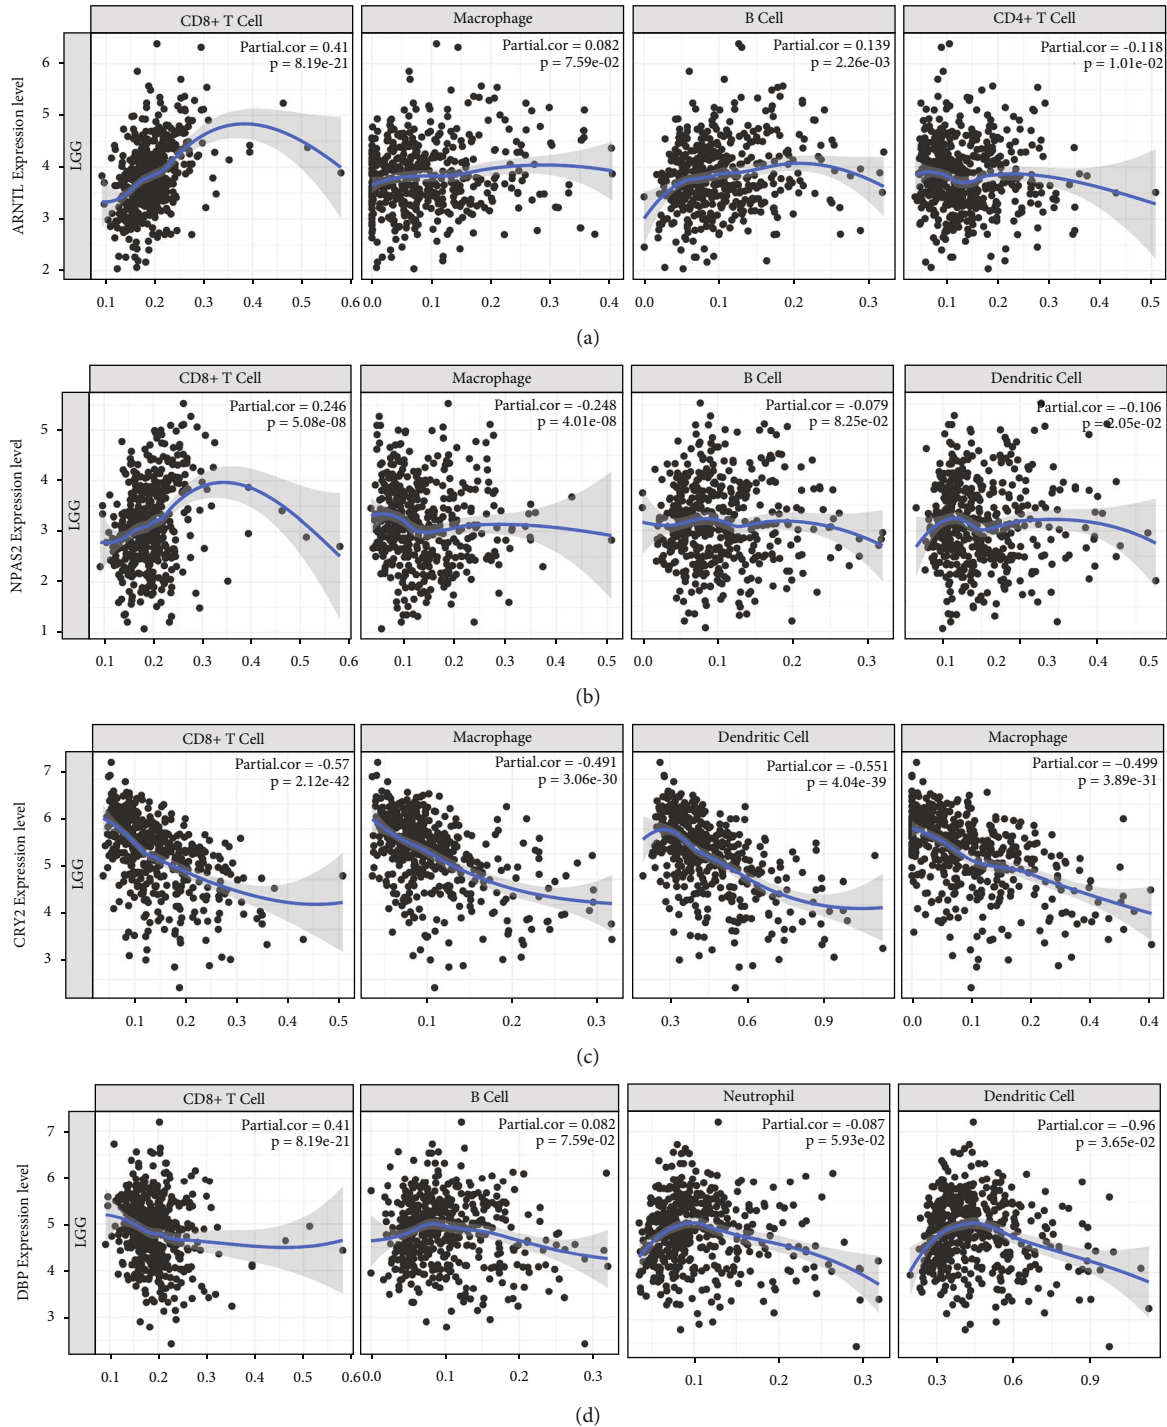 CD8+ T Cell
Macrophage
B Cell
CD4+ T Cell
Partial.cor = 0.41
p = 8.19e-21
Partial.cor = 0.082
p = 7.59e-02
Partial.cor = 0.139
p = 2.26e-03
Partial.cor = -0.118
p = 1.01e-02
ARNTL Expression level
LGG
6
5
4
3
2
0.1 0.2 0.3 0.4 0.5 0.6
0.0 0.1 0.2 0.3 0.4
0.0 0.1 0.2 0.3
0.1 0.2 0.3 0.4 0.5
(a)
CD8+ T Cell
Macrophage
B Cell
Dendritic Cell
Partial.cor = 0.246
p = 5.08e-08
Partial.cor = -0.248
p = 4.01e-08
Partial.cor = -0.079
p = 8.25e-02
Partial.cor = -0.106
p = 2.05e-02
NPAS2 Expression level
LGG
5
4
3
2
1
0.1 0.2 0.3 0.4 0.5 0.6
0.1 0.2 0.3 0.4 0.5
0.0 0.1 0.2 0.3
0.1 0.2 0.3 0.4 0.5
(b)
CD8+ T Cell
Macrophage
Dendritic Cell
Macrophage
Partial.cor = -0.57
p = 2.12e-42
Partial.cor = -0.491
p = 3.06e-30
Partial.cor = -0.551
p = 4.04e-39
Partial.cor = -0.499
p = 3.89e-31
CRY2 Expression level
LGG
7
6
5
4
3
0.1 0.2 0.3 0.4 0.5
0.1 0.2 0.3
0.3 0.6 0.9
0.0 0.1 0.2 0.3 0.4
(c)
CD8+ T Cell
B Cell
Neutrophil
Dendritic Cell
Partial.cor = 0.41
p = 8.19e-21
Partial.cor = 0.082
p = 7.59e-02
Partial.cor = -0.087
p = 5.93e-02
Partial.cor = -0.96
p = 3.65e-02
DBP Expression level
LGG
7
6
5
4
3
0.1 0.2 0.3 0.4 0.5 0.6
0.0 0.1 0.2 0.3
0.1 0.2 0.3
0.3 0.6 0.9
(d)